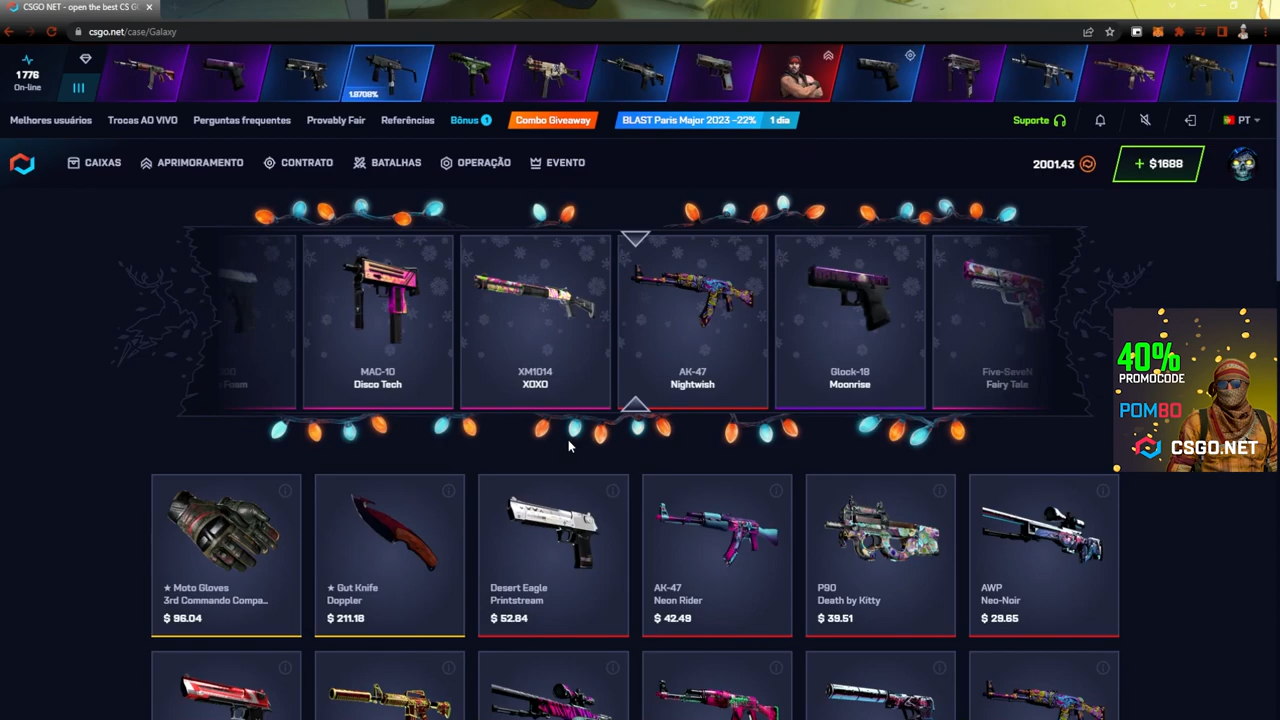 CSGO NET - open the best CS G
csgo.net/case/Galaxy
1 776
On-line
1.8708%
Melhores usuários
Trocas AO VIVO
Perguntas frequentes
Provably Fair
Referências
Bônus 1
Combo Giveaway
BLAST Paris Major 2023 -22% 1 dia
Suporte
PT
CAIXAS
APRIMORAMENTO
CONTRATO
BATALHAS
OPERAÇÃO
EVENTO
2001.43
+ $1688
Foam
MAC-10
Disco Tech
XM1014
XOXO
AK-47
Nightwish
Glock-18
Moonrise
Five-SeveN
Fairy Tale
40%
PROMOCODE
POM80
CSGO.NET
★ Moto Gloves
3rd Commando Compa...
$ 96.04
★ Gut Knife
Doppler
$ 211.18
Desert Eagle
Printstream
$ 52.84
AK-47
Neon Rider
$ 42.49
P90
Death by Kitty
$ 39.51
AWP
Neo-Noir
$ 29.65